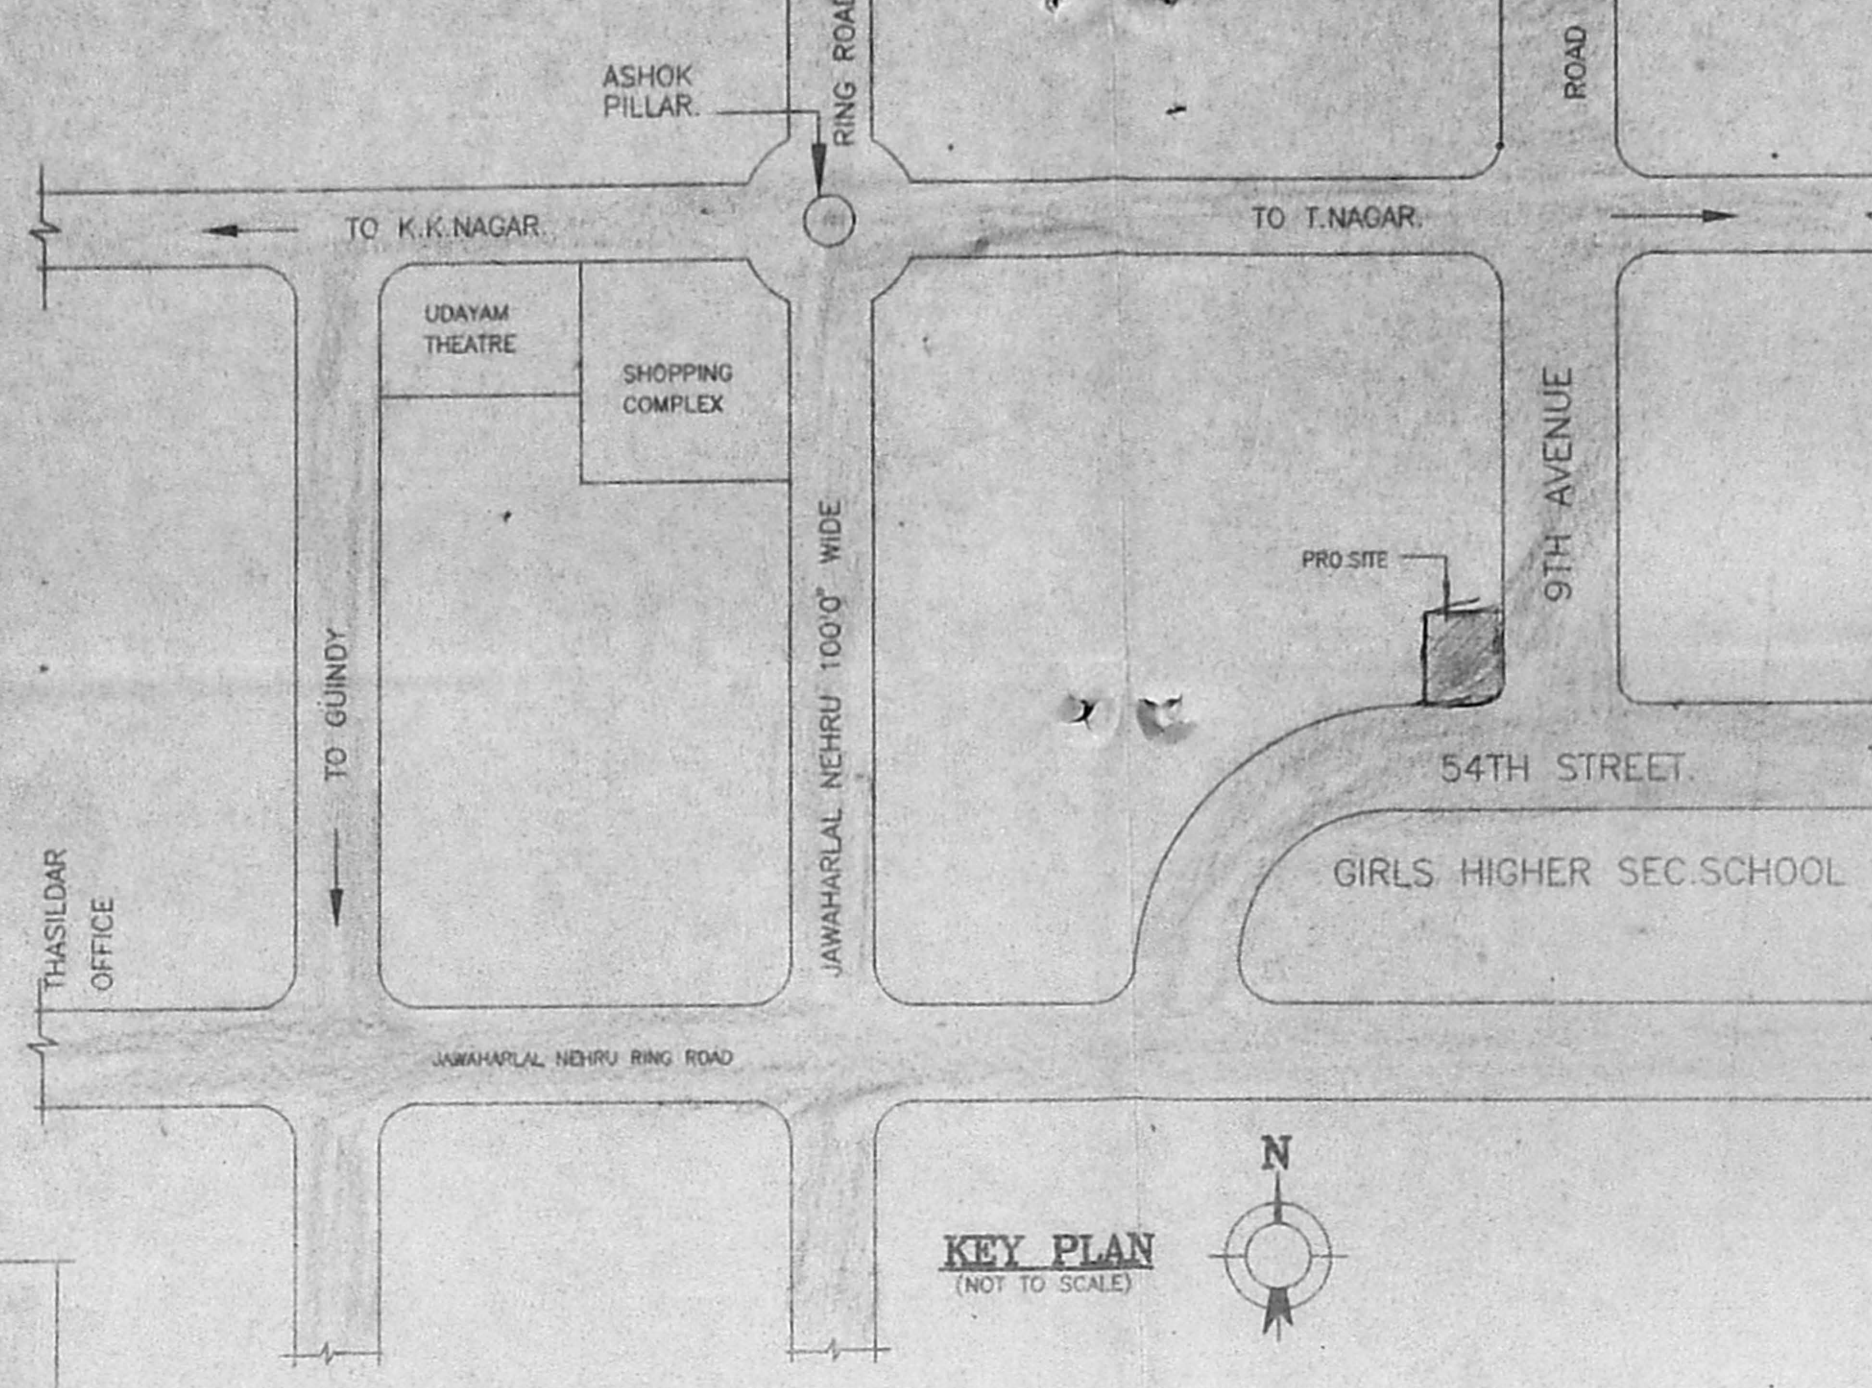 RING ROAD
ROAD
ASHOK
PILLAR.
TO K.K.NAGAR.
TO T.NAGAR.
UDAYAM
THEATRE
SHOPPING
COMPLEX
9TH AVENUE
JAWAHARLAL NEHRU 100'0" WIDE
PRO.SITE
TO GUINDY
54TH STREET.
GIRLS HIGHER SEC.SCHOOL
THASILDAR
OFFICE
JAWAHARLAL NEHRU RING ROAD
N
KEY PLAN
(NOT TO SCALE)